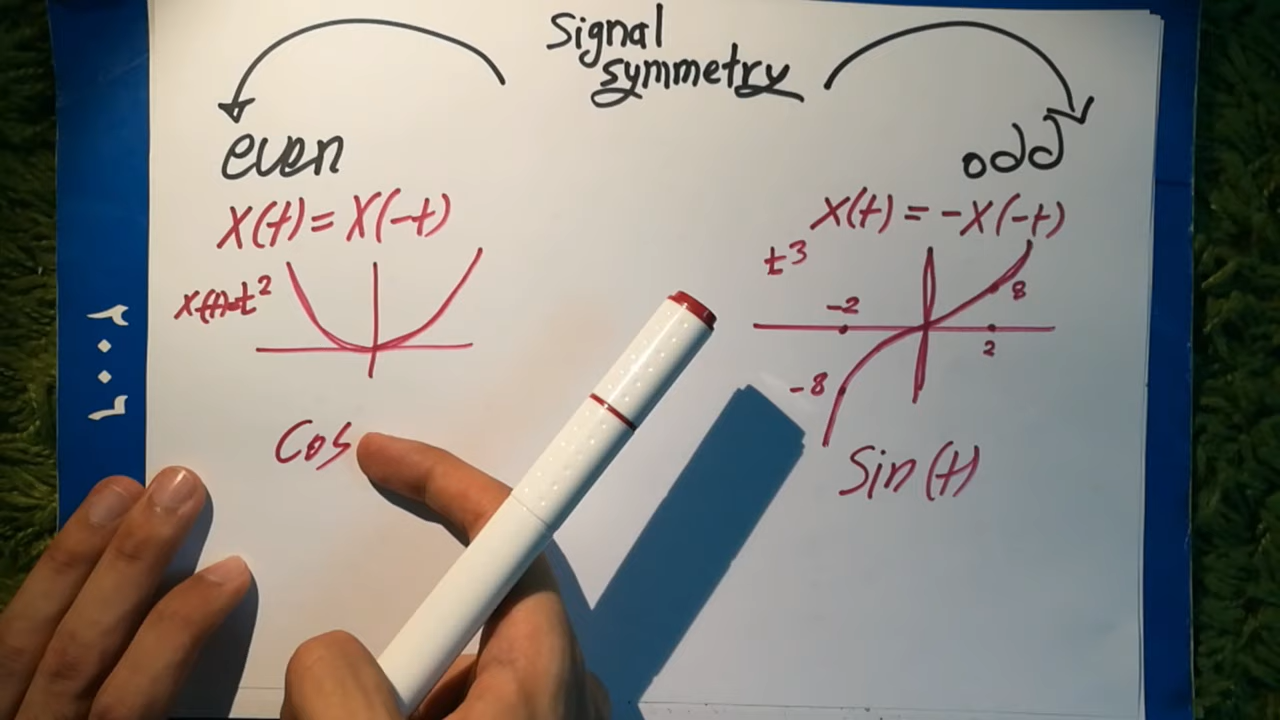 Signal
symmetry
even
X(t) = X(-t)
X(t)=t²
Cos
odd
X(t) = -X(-t)
t³
-2
8
2
-8
Sin(t)